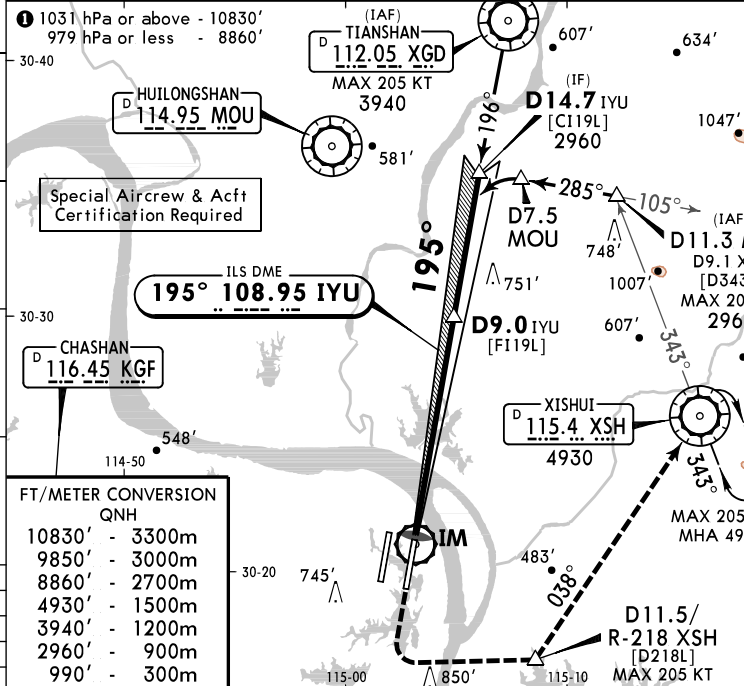 1 1031 hPa or above - 10830'
979 hPa or less - 8860'
(IAF)
TIANSHAN
D 112.05 XGD
MAX 205 KT
3940
607'
634'
30-40
HUILONGSHAN
D 114.95 MOU
581'
196°
(IF)
D14.7 IYU
[CI19L]
2960
1047'
Special Aircrew & Acft
Certification Required
D7.5
MOU
285°
105°
(IAF
D11.3
D9.1 X
[D343
MAX 20
296
748'
1007'
195°
ILS DME
195° 108.95 IYU
751'
30-30
D9.0 IYU
[FI19L]
607'
343°
CHASHAN
D 116.45 KGF
XISHUI
D 115.4 XSH
4930
548'
114-50
343°
MAX 205
MHA 49
FT/METER CONVERSION
QNH
10830' - 3300m
9850' - 3000m
8860' - 2700m
4930' - 1500m
3940' - 1200m
2960' - 900m
990' - 300m
IM
30-20
745'
483'
038°
D11.5/
R-218 XSH
[D218L]
MAX 205 KT
115-00
850'
115-10